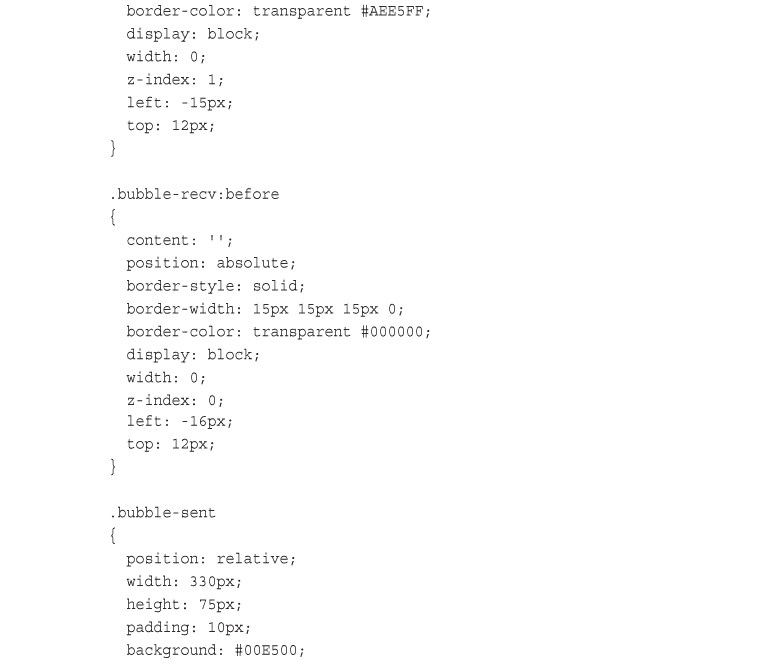 border-color: transparent #AEE5FF;
display: block;
width: 0;
z-index: 1;
left: -15px;
top: 12px;
}
.bubble-recv:before
{
content: '';
position: absolute;
border-style: solid;
border-width: 15px 15px 15px 0;
border-color: transparent #000000;
display: block;
width: 0;
z-index: 0;
left: -16px;
top: 12px;
}
.bubble-sent
{
position: relative;
width: 330px;
height: 75px;
padding: 10px;
background: #00E500;